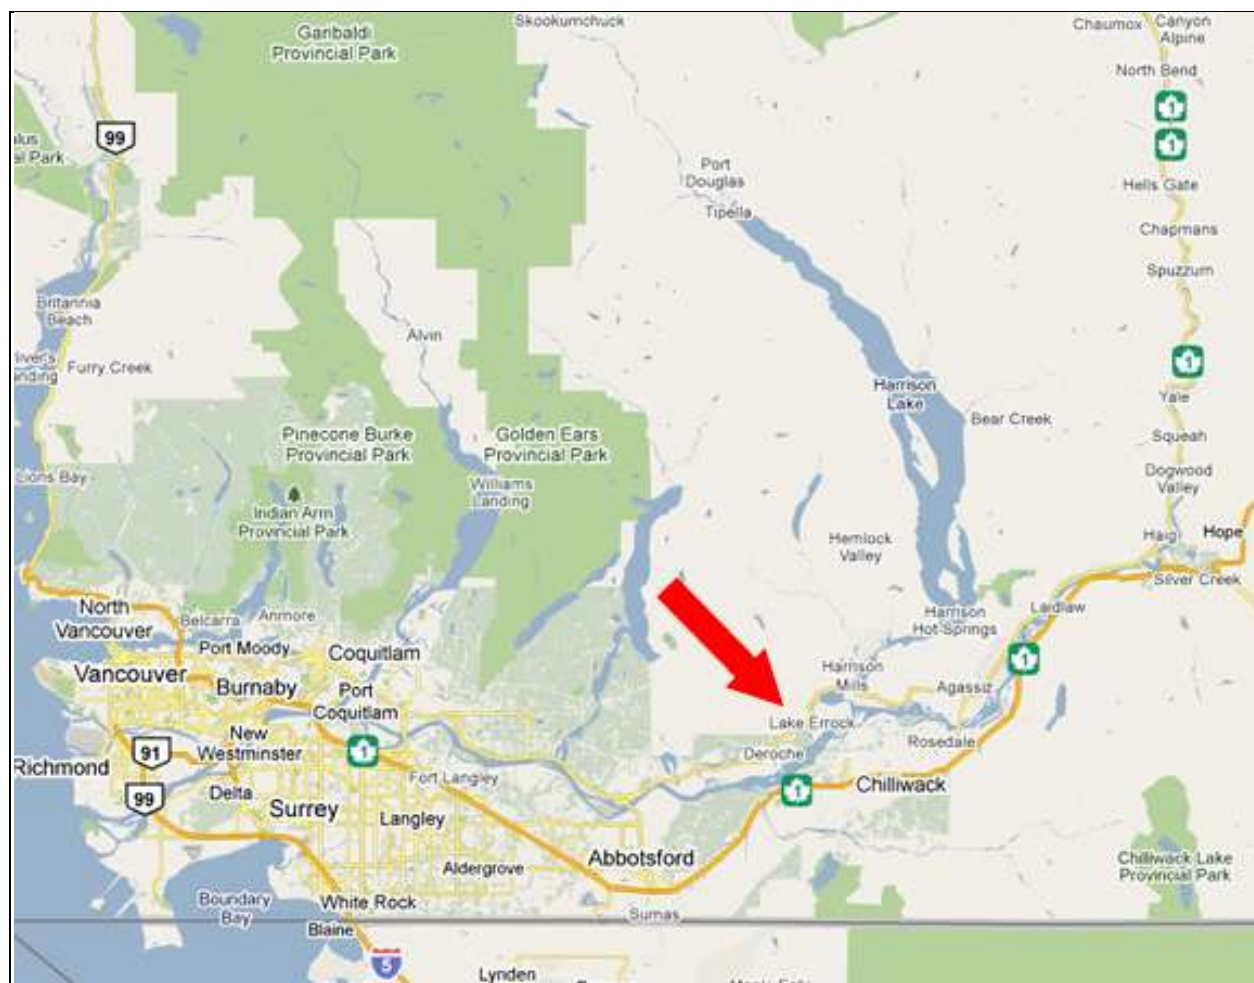 Skookumchuck
Garibaldi
Provincial Park
Chaumox
Canyon
Alpine
North Bend
1
99
1
Park
Port
Douglas
Hells Gate
Tipella
Chapmans
Spuzzum
Britannia
Beach
Alvin
Furry Creek
1
Harrison
Lake
Yale
Bear Creek
Pinecone Burke
Provincial Park
Golden Ears
Provincial Park
Squeah
Lions Bay
Dogwood
Valley
Williams
Landing
Indian Arm
Provincial Park
Hemlock
Valley
Haig
Hope
Silver Creek
North
Vancouver
Belcarra
Anmore
Harrison
Hot-Springs
Laidlaw
Port Moody
Coquitlam
1
Vancouver
Burnaby
Harrison
Mills
Agassiz
Port
Coquitlam
Lake Errock
New
Westminster
91
1
Deroche
Rosedale
Richmond
Fort Langley
99
Delta
1
Chilliwack
Surrey
Langley
Abbotsford
Aldergrove
Chilliwack Lake
Provincial Park
Boundary
Bay
White Rock
Sumas
Blaine
5
Lynden